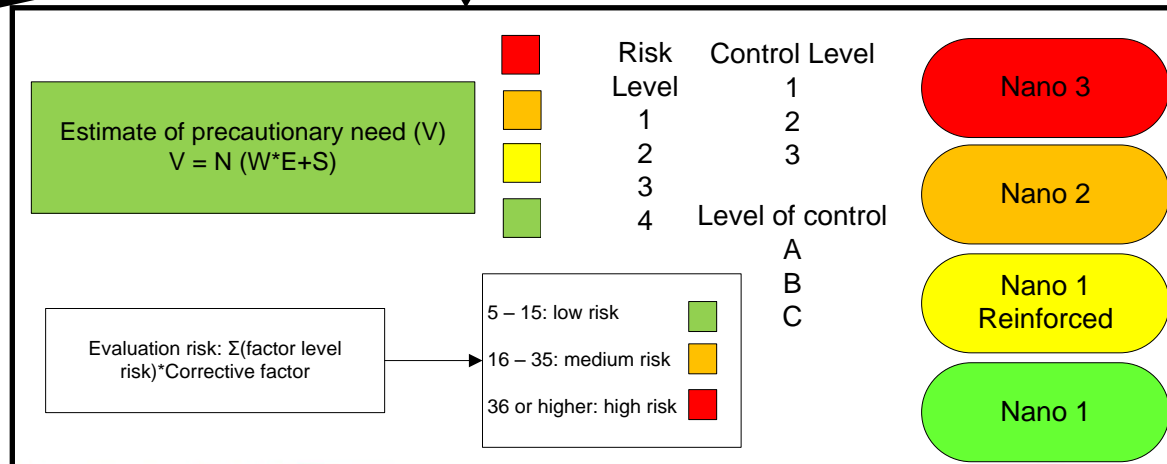 Estimate of precautionary need (V)
V = N (W*E+S)
Risk
Level
1
2
3
4
Control Level
1
2
3
Level of control
A
B
C
Nano 3
Nano 2
Nano 1
Reinforced
Nano 1
Evaluation risk: Σ(factor level
risk)*Corrective factor
5 – 15: low risk
16 – 35: medium risk
36 or higher: high risk